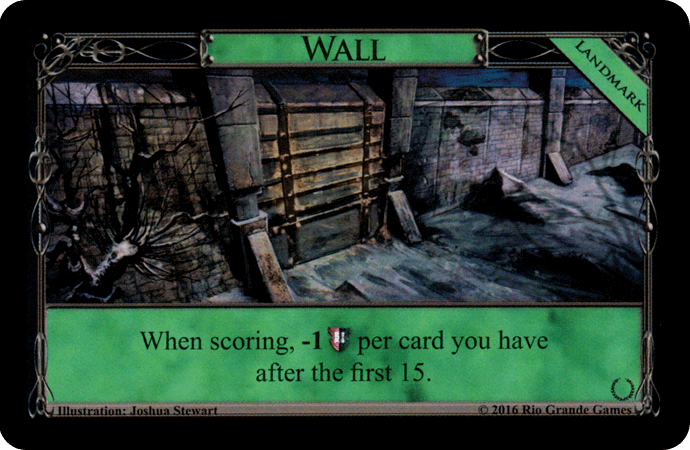 WALL
LANDMARK
When scoring, -1 per card you have
after the first 15.
Illustration: Joshua Stewart
© 2016 Rio Grande Games